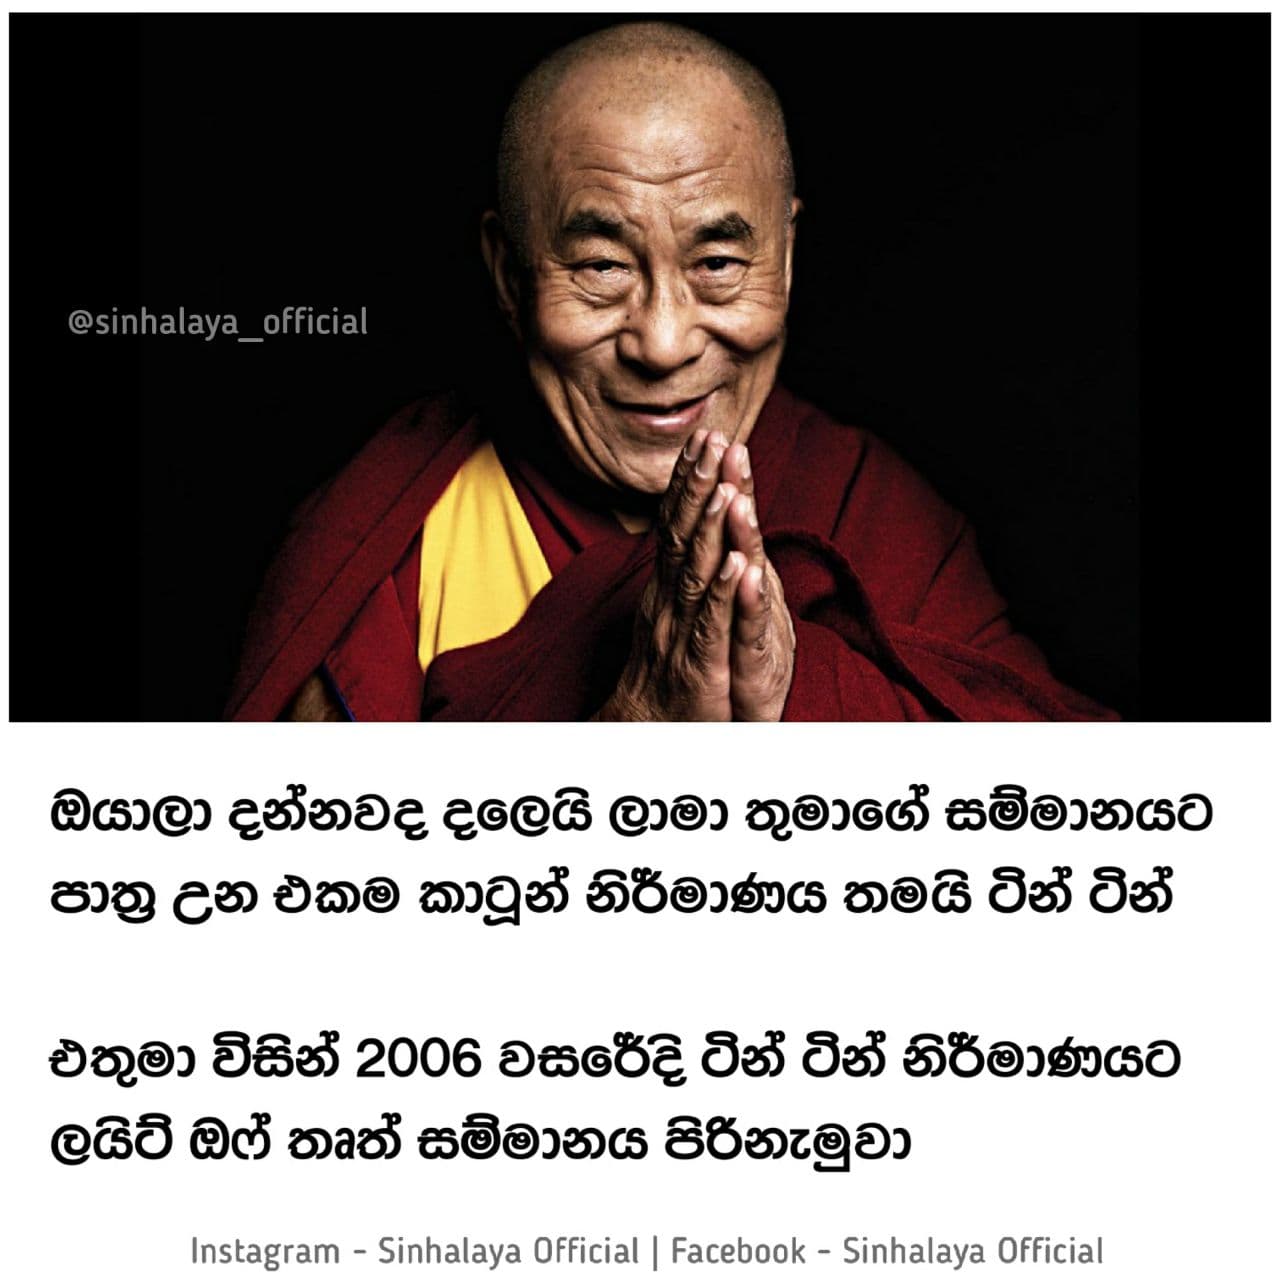 @sinhalaya_official
ඔයාලා දන්නවද දලෙයි ලාමා තුමාගේ සම්මානයට
පාත්‍ර උන එකම කාටූන් නිර්මාණය තමයි ටින් ටින්
එතුමා විසින් 2006 වසරේදි ටින් ටින් නිර්මාණයට
ලයිට් ඔෆ් තෘත් සම්මානය පිරිනැමුවා
Instagram - Sinhalaya Official | Facebook - Sinhalaya Official